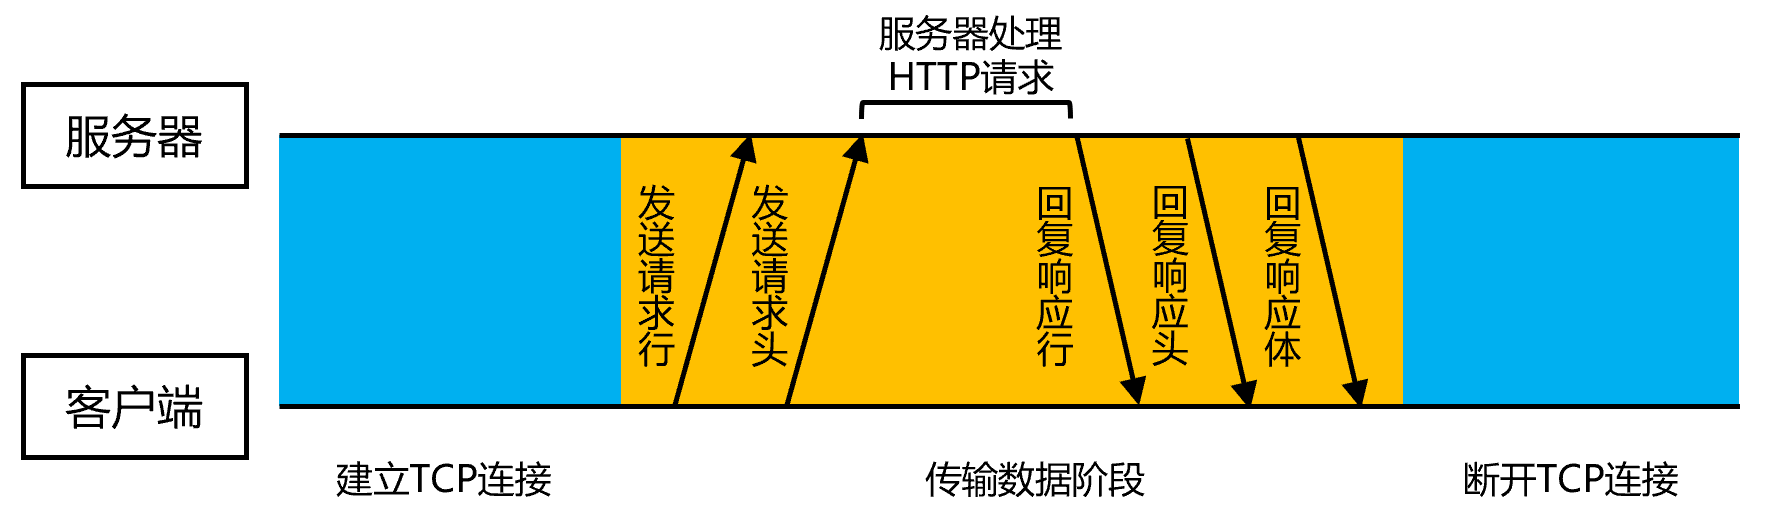 服务器处理
HTTP请求
服务器
发送请求行
发送请求头
回复响应行
回复响应头
回复响应体
客户端
建立TCP连接
传输数据阶段
断开TCP连接